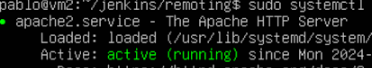 pablo@vm2:~/jenkins/remoting$ sudo systemctl
● apache2.service - The Apache HTTP Server
Loaded: loaded (/usr/lib/systemd/system/
Active: active (running) since Mon 2024-